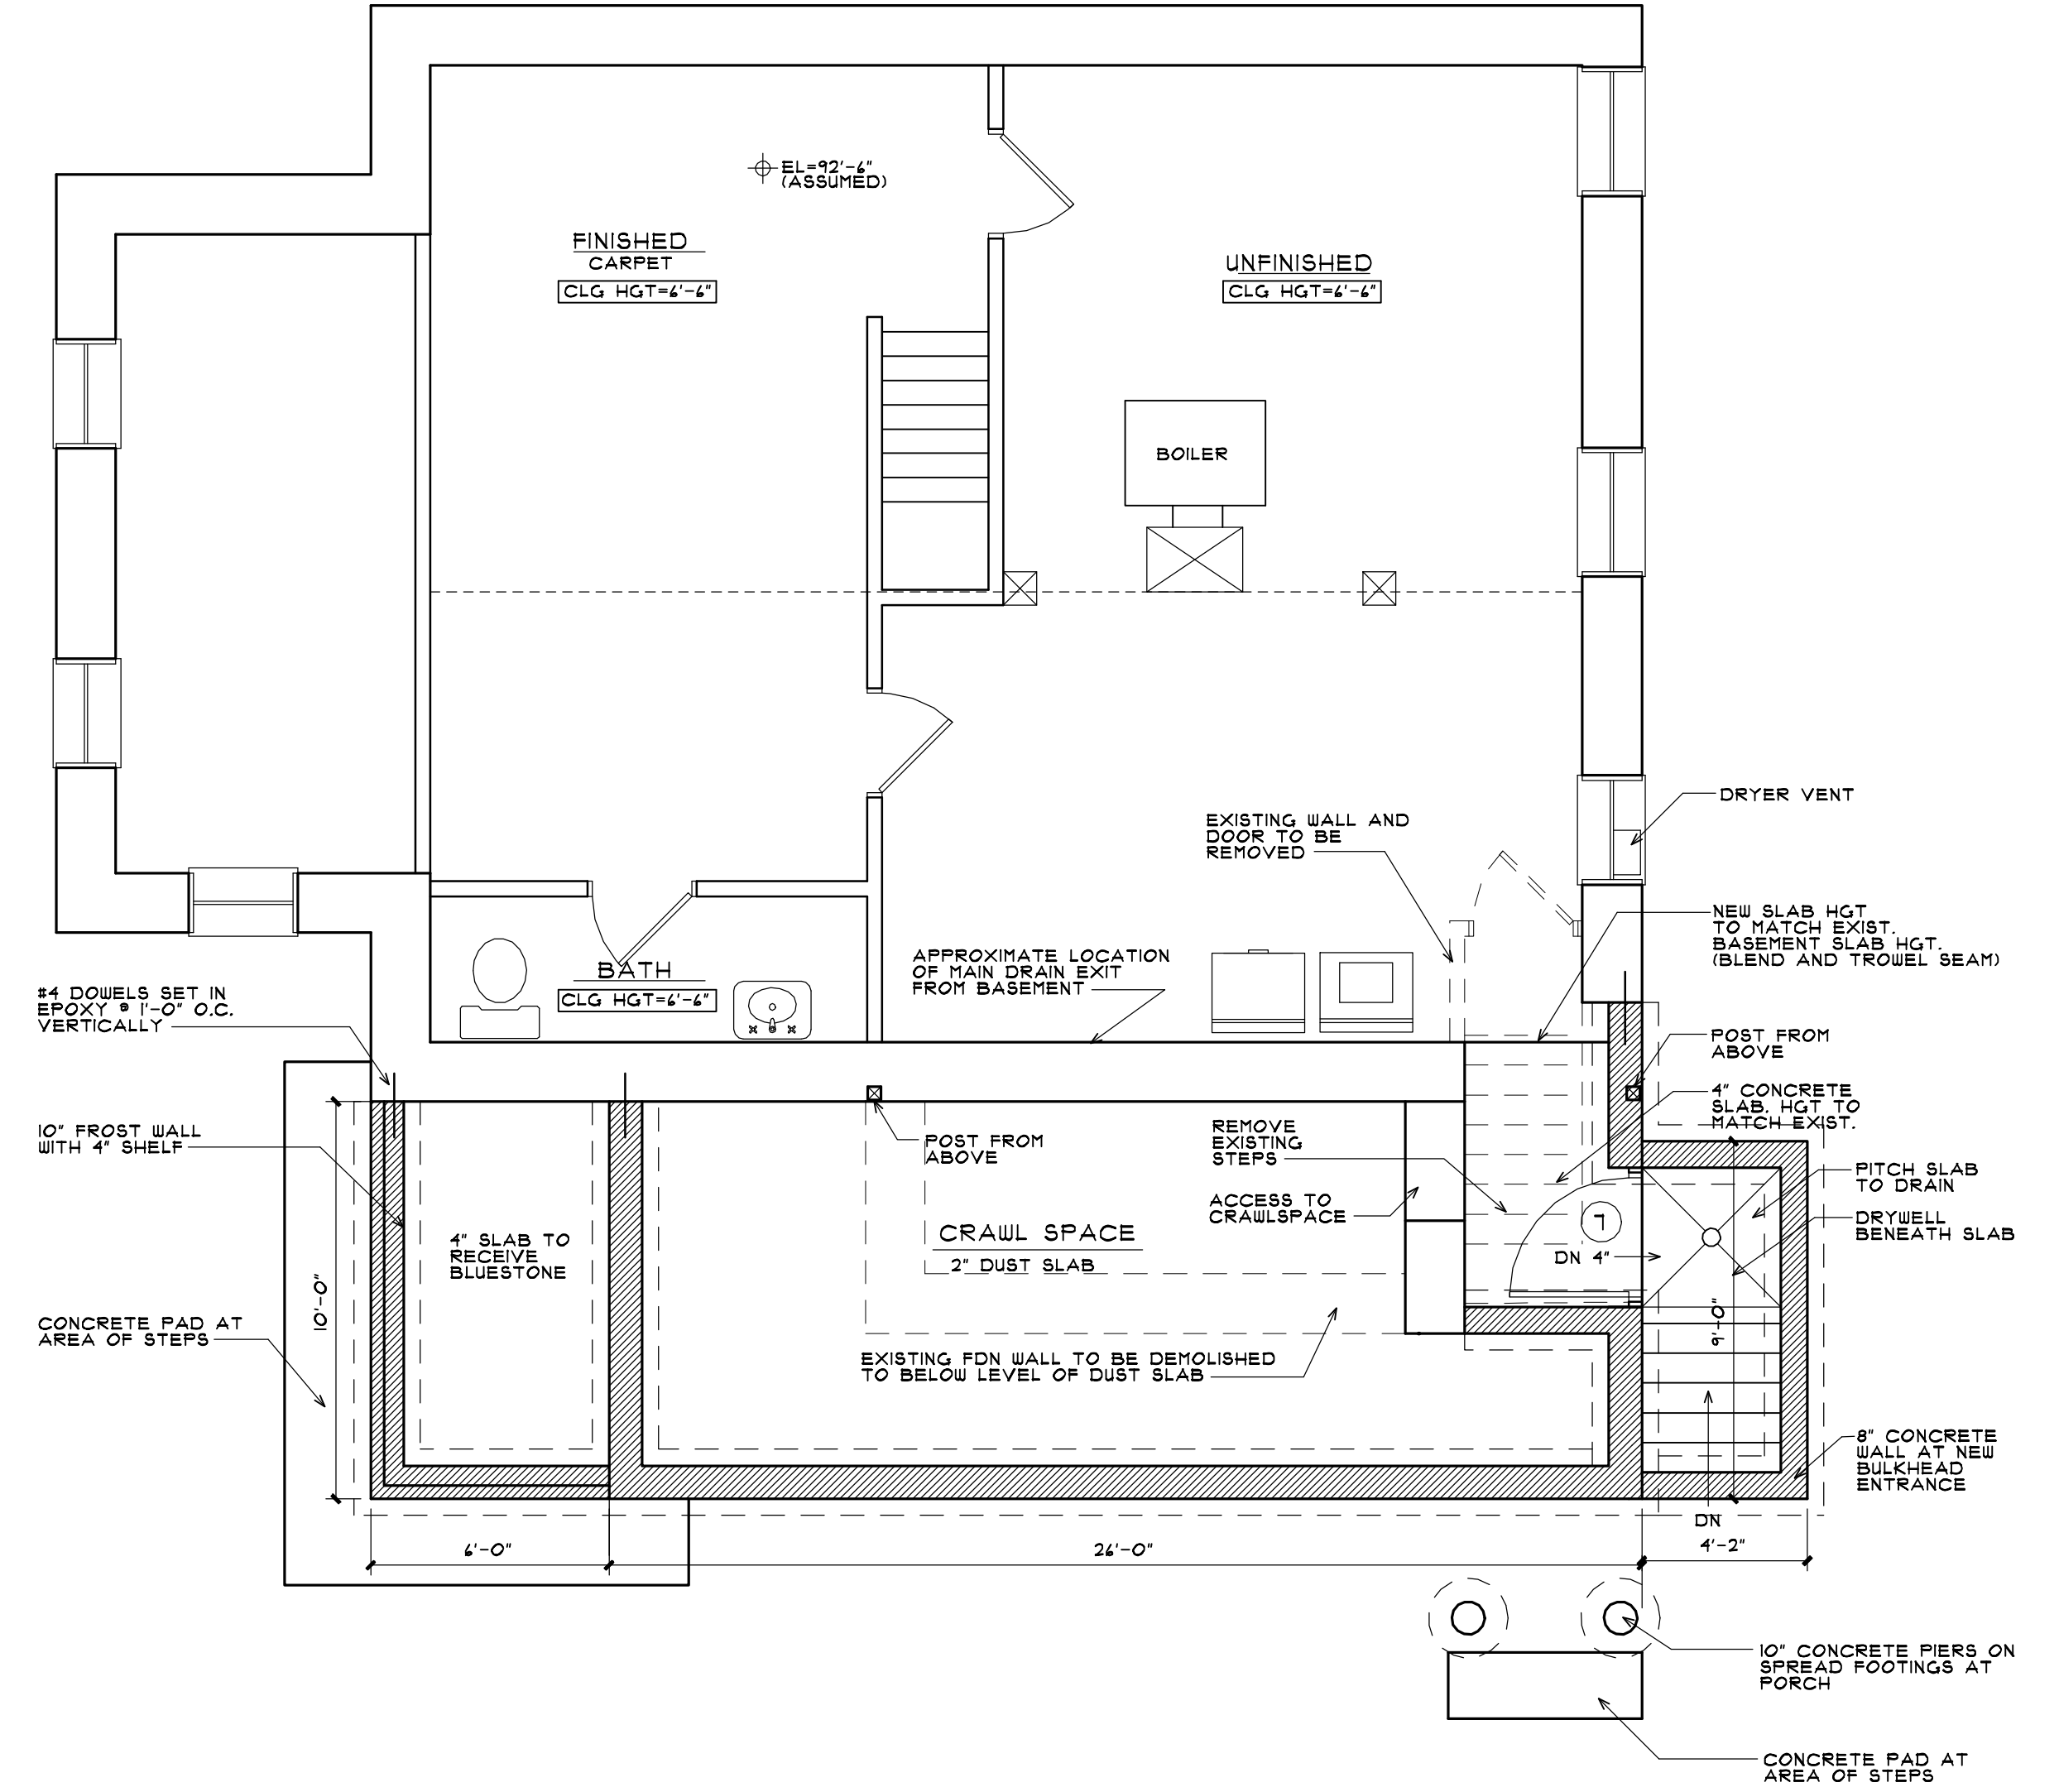 EL=92'-6"
(ASSUMED)
FINISHED
CARPET
CLG HGT=6'-6"
UNFINISHED
CLG HGT=6'-6"
BOILER
DRYER VENT
EXISTING WALL AND
DOOR TO BE
REMOVED
NEW SLAB HGT
TO MATCH EXIST.
BASEMENT SLAB HGT.
(BLEND AND TROWEL SEAM)
APPROXIMATE LOCATION
OF MAIN DRAIN EXIT
FROM BASEMENT
BATH
CLG HGT=6'-6"
#4 DOWELS SET IN
EPOXY @ 1'-0" O.C.
VERTICALLY
POST FROM
ABOVE
4" CONCRETE
SLAB. HGT TO
MATCH EXIST.
10" FROST WALL
WITH 4" SHELF
POST FROM
ABOVE
REMOVE
EXISTING
STEPS
PITCH SLAB
TO DRAIN
ACCESS TO
CRAWLSPACE
DRYWELL
BENEATH SLAB
CRAWL SPACE
2" DUST SLAB
4" SLAB TO
RECEIVE
BLUESTONE
DN 4"
10'-0"
9'-0"
CONCRETE PAD AT
AREA OF STEPS
EXISTING FDN WALL TO BE DEMOLISHED
TO BELOW LEVEL OF DUST SLAB
8" CONCRETE
WALL AT NEW
BULKHEAD
ENTRANCE
DN
6'-0"
26'-0"
4'-2"
10" CONCRETE PIERS ON
SPREAD FOOTINGS AT
PORCH
CONCRETE PAD AT
AREA OF STEPS